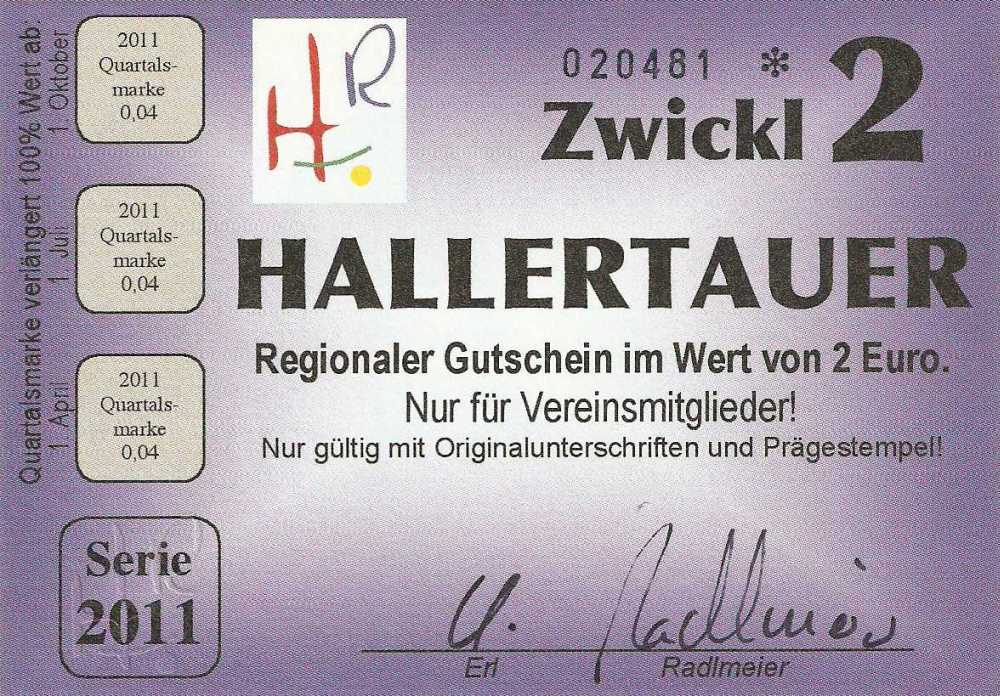 Quartalsmarke verlängert 100% Wert ab:
1. April 1. Juli 1. Oktober
2011
Quartals-
marke
0,04
2011
Quartals-
marke
0,04
2011
Quartals-
marke
0,04
Serie
2011
HR
020481 *
Zwickl 2
HALLERTAUER
Regionaler Gutschein im Wert von 2 Euro.
Nur für Vereinsmitglieder!
Nur gültig mit Originalunterschriften und Prägestempel!
Radlmeier
Erl Radlmeier